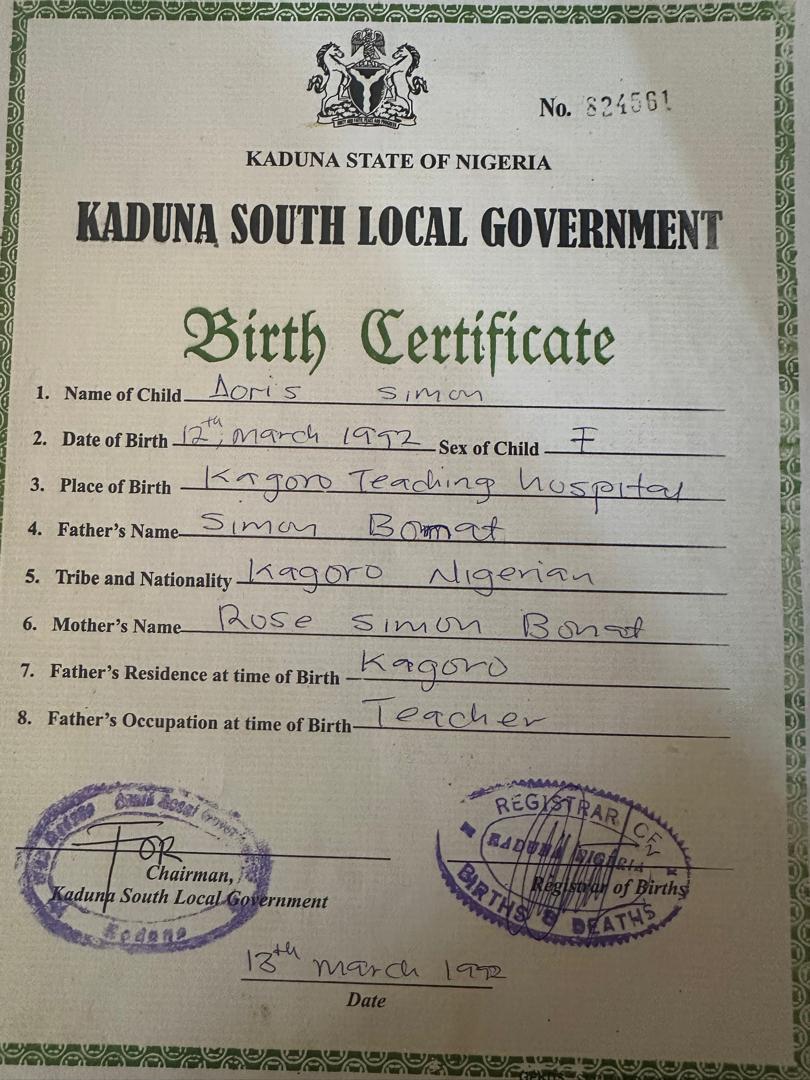 No. 824561
KADUNA STATE OF NIGERIA
KADUNA SOUTH LOCAL GOVERNMENT
Birth Certificate
1. Name of Child Doris Simon
2. Date of Birth 12th, March 1992 Sex of Child F
3. Place of Birth Kagoro Teaching hospital
4. Father's Name Simon Bonat
5. Tribe and Nationality Kagoro Nigerian
6. Mother's Name Rose Simon Bonat
7. Father's Residence at time of Birth Kagoro
8. Father's Occupation at time of Birth Teacher
FOR
Chairman,
Kaduna South Local Government
Kaduna
REGISTRAR OF
KADUNA NIGERIA
BIRTHS & DEATHS
Registrar of Births
13th March 1992
Date